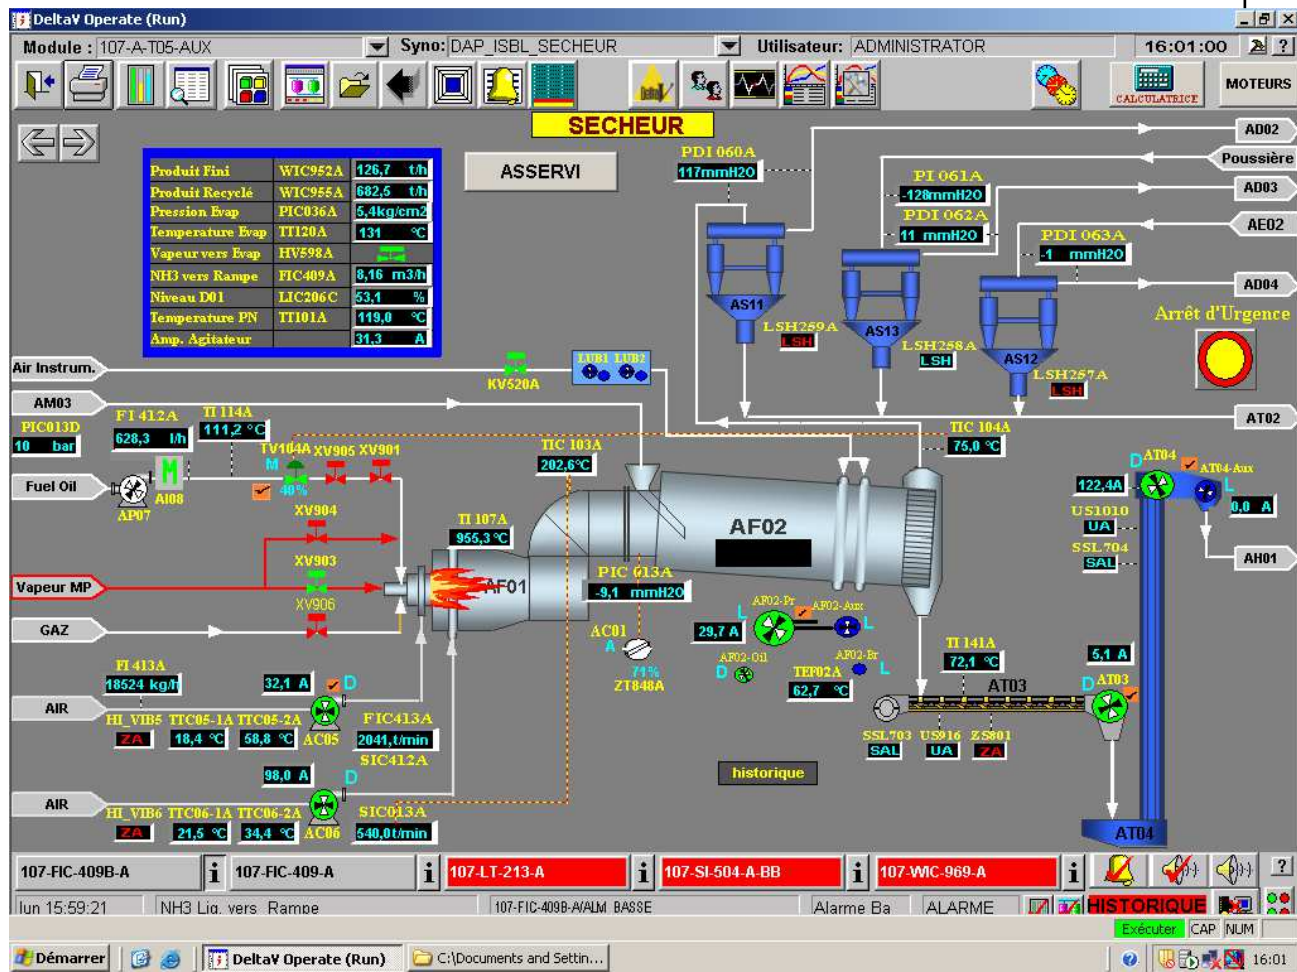 DeltaV Operate (Run)
Module : 107-A-T05-AUX Syno: DAP_ISBL_SECHEUR Utilisateur: ADMINISTRATOR 16:01:00 ?
CALCULATRICE MOTEURS
SECHEUR
ASSERVI
Produit Fini WIC952A 126,7 t/h
Produit Recyclé WIC955A 682,5 t/h
Pression Evap PIC036A 5,4kg/cm2
Temperature Evap TT120A 131 °C
Vapeur vers Evap HV598A
NH3 vers Rampe FIC409A 8,16 m3/h
Niveau D01 LIC206C 53,1 %
Temperature PN TT101A 119,0 °C
Amp. Agitateur 31,3 A
PDI 060A
117mmH2O
PI 061A
-128mmH2O
PDI 062A
11 mmH2O
PDI 063A
-1 mmH2O
AD02
Poussière
AD03
AE02
AD04
AS11
AS13
AS12
LSH259A
LSH
LSH258A
LSH
LSH257A
LSH
Arrêt d'Urgence
AT02
Air Instrum.
KV520A
LUB1 LUB2
AM03
PIC013D
10 bar
FI 412A
628,3 l/h
TI 114A
111,2 °C
TV104A XV905 XV901
M
40%
Fuel Oil
AP07
M
AI08
XV904
XV903
Vapeur MP
XV906
GAZ
TIC 103A
202,6°C
TI 107A
955,3 °C
AF01
AF02
TIC 104A
75,0 °C
PIC 013A
-9,1 mmH2O
AC01
A
71%
ZT848A
AF02-Pr AF02-Aux
L
29,7 A
L
AF02-Oil
D
AF02-Br
L
TEF02A
62,7 °C
TI 141A
72,1 °C
AT03
5,1 A
AT03
D
SSL703 US916 ZS801
SAL UA ZA
AT04
D
AT04-Aux
L
122,4A
0,0 A
US1010
UA
SSL704
SAL
AH01
AT04
FI 413A
18524 kg/h
AIR
32,1 A
D
HI_VIB5 TTC05-1A TTC05-2A
ZA 18,4 °C 58,8 °C AC05
FIC413A
2041,t/min
SIC412A
98,0 A
D
AIR
HI_VIB6 TTC06-1A TTC06-2A
ZA 21,5 °C 34,4 °C AC06
SIC013A
540,0t/min
historique
107-FIC-409B-A i 107-FIC-409-A i 107-LT-213-A i 107-SI-504-A-BB i 107-WIC-969-A i ?
lun 15:59:21 NH3 Liq. vers Rampe 107-FIC-409B-A/ALM BASSE Alarme Ba ALARME HISTORIQUE
Exécuter CAP NUM
Démarrer DeltaV Operate (Run) C:\Documents and Settin... 16:01